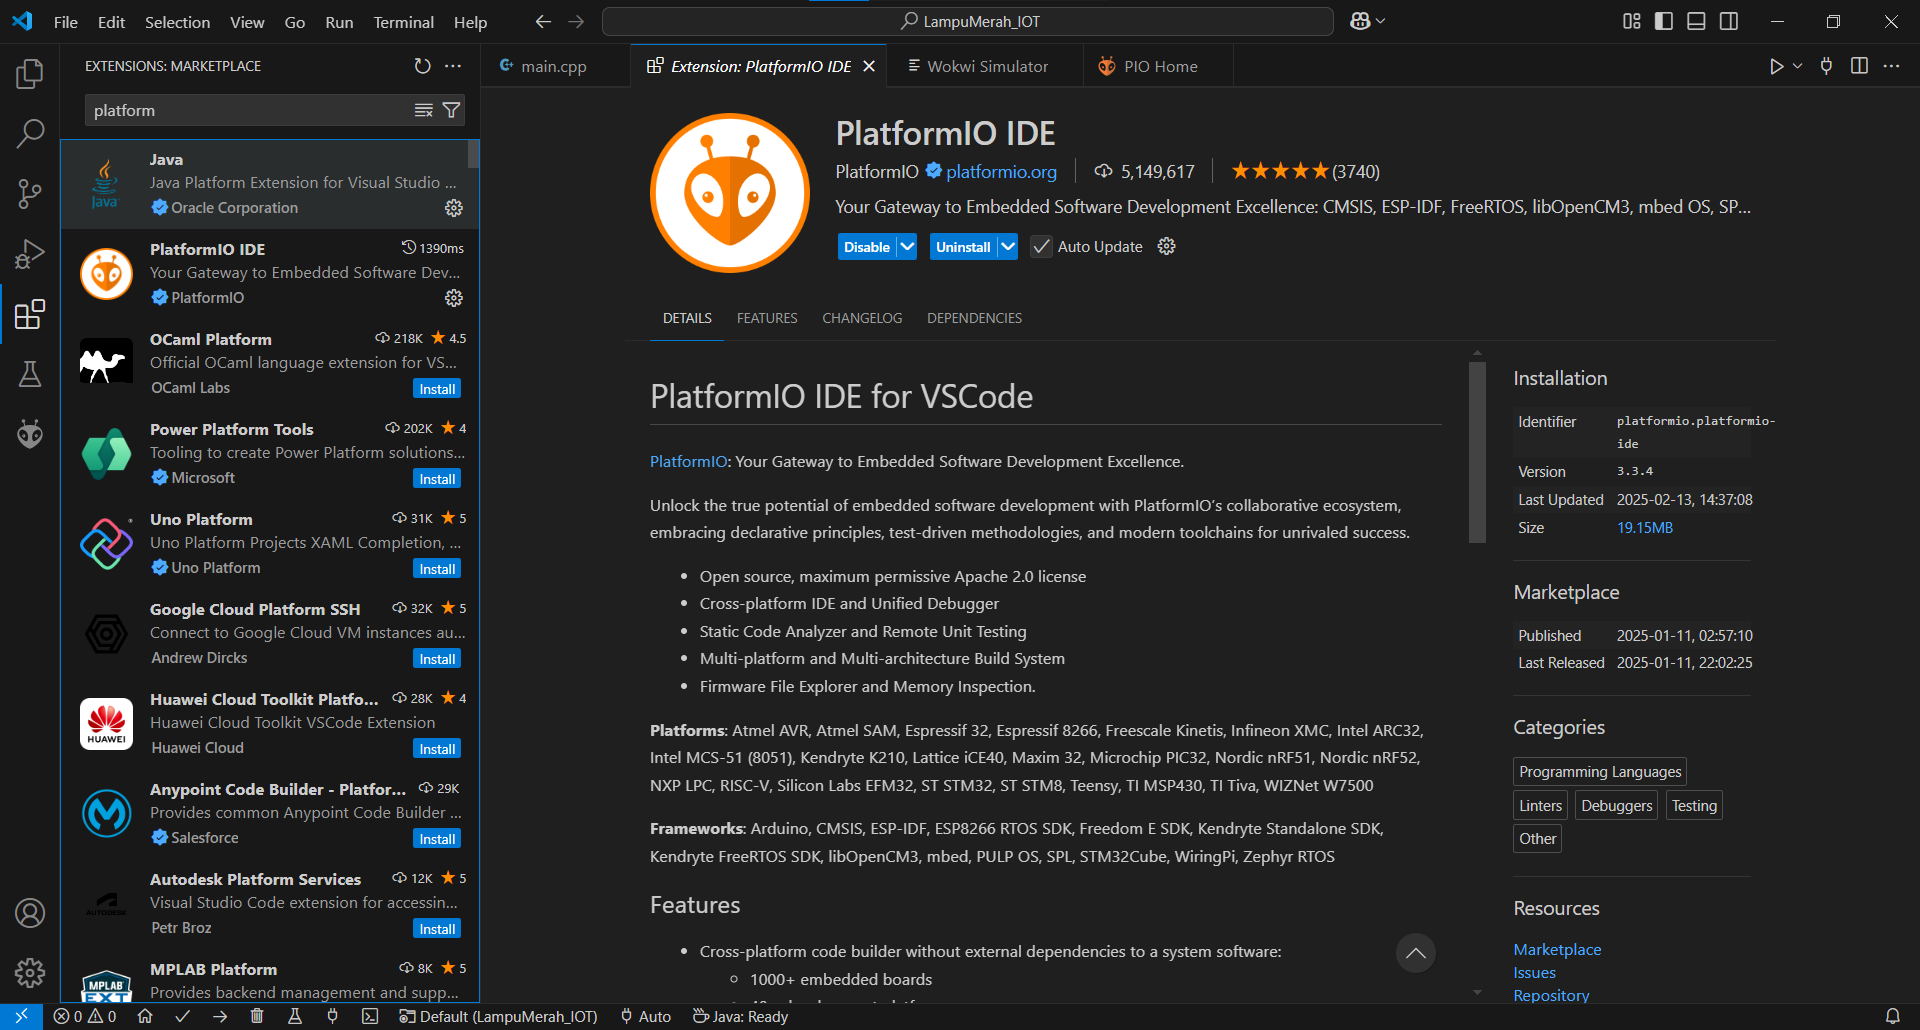 File Edit Selection View Go Run Terminal Help
LampuMerah_IOT
EXTENSIONS: MARKETPLACE
platform
Java
Java Platform Extension for Visual Studio ...
Oracle Corporation
PlatformIO IDE 1390ms
Your Gateway to Embedded Software Dev...
PlatformIO
OCaml Platform 218K 4.5
Official OCaml language extension for VS...
OCaml Labs Install
Power Platform Tools 202K 4
Tooling to create Power Platform solutions...
Microsoft Install
Uno Platform 31K 5
Uno Platform Projects XAML Completion, ...
Uno Platform Install
Google Cloud Platform SSH 32K 5
Connect to Google Cloud VM instances au...
Andrew Dircks Install
HUAWEI
Huawei Cloud Toolkit Platfo... 28K 4
Huawei Cloud Toolkit VSCode Extension
Huawei Cloud Install
Anypoint Code Builder - Platfor... 29K
Provides common Anypoint Code Builder ...
Salesforce Install
AUTODESK
Autodesk Platform Services 12K 5
Visual Studio Code extension for accessin...
Petr Broz Install
MPLAB
EXT
MPLAB Platform 8K 5
Provides backend management and supp...
main.cpp
Extension: PlatformIO IDE
Wokwi Simulator
PIO Home
PlatformIO IDE
PlatformIO platformio.org 5,149,617 (3740)
Your Gateway to Embedded Software Development Excellence: CMSIS, ESP-IDF, FreeRTOS, libOpenCM3, mbed OS, SP...
Disable Uninstall Auto Update
DETAILS FEATURES CHANGELOG DEPENDENCIES
PlatformIO IDE for VSCode
PlatformIO: Your Gateway to Embedded Software Development Excellence.
Unlock the true potential of embedded software development with PlatformIO's collaborative ecosystem,
embracing declarative principles, test-driven methodologies, and modern toolchains for unrivaled success.
• Open source, maximum permissive Apache 2.0 license
• Cross-platform IDE and Unified Debugger
• Static Code Analyzer and Remote Unit Testing
• Multi-platform and Multi-architecture Build System
• Firmware File Explorer and Memory Inspection.
Platforms: Atmel AVR, Atmel SAM, Espressif 32, Espressif 8266, Freescale Kinetis, Infineon XMC, Intel ARC32,
Intel MCS-51 (8051), Kendryte K210, Lattice iCE40, Maxim 32, Microchip PIC32, Nordic nRF51, Nordic nRF52,
NXP LPC, RISC-V, Silicon Labs EFM32, ST STM32, ST STM8, Teensy, TI MSP430, TI Tiva, WIZNet W7500
Frameworks: Arduino, CMSIS, ESP-IDF, ESP8266 RTOS SDK, Freedom E SDK, Kendryte Standalone SDK,
Kendryte FreeRTOS SDK, libOpenCM3, mbed, PULP OS, SPL, STM32Cube, WiringPi, Zephyr RTOS
Features
• Cross-platform code builder without external dependencies to a system software:
1000+ embedded boards
Installation
Identifier platformio.platformio-
ide
Version 3.3.4
Last Updated 2025-02-13, 14:37:08
Size 19.15MB
Marketplace
Published 2025-01-11, 02:57:10
Last Released 2025-01-11, 22:02:25
Categories
Programming Languages
Linters Debuggers Testing
Other
Resources
Marketplace
Issues
Repository
0 0 Default (LampuMerah_IOT) Auto Java: Ready